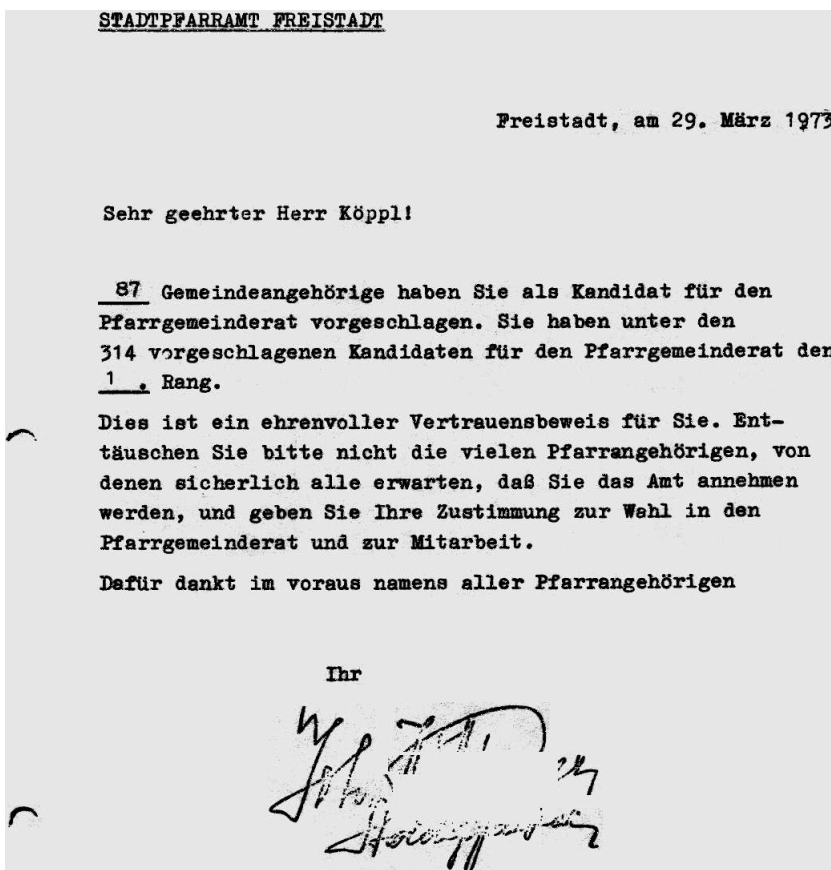 STADTPFARRAMT FREISTADT
Freistadt, am 29. März 1973
Sehr geehrter Herr Köppl!
87 Gemeindeangehörige haben Sie als Kandidat für den
Pfarrgemeinderat vorgeschlagen. Sie haben unter den
314 vorgeschlagenen Kandidaten für den Pfarrgemeinderat den
1. Rang.
Dies ist ein ehrenvoller Vertrauensbeweis für Sie. Ent-
täuschen Sie bitte nicht die vielen Pfarrangehörigen, von
denen sicherlich alle erwarten, daß Sie das Amt annehmen
werden, und geben Sie Ihre Zustimmung zur Wahl in den
Pfarrgemeinderat und zur Mitarbeit.
Dafür dankt im voraus namens aller Pfarrangehörigen
Ihr